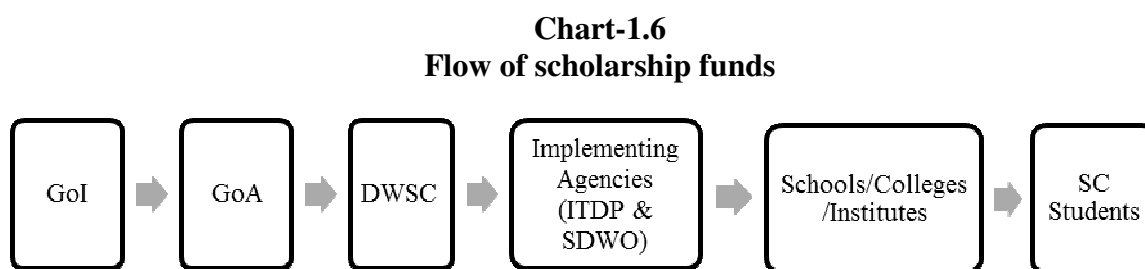 Chart-1.6
Flow of scholarship funds
GoI
GoA
DWSC
Implementing
Agencies
(ITDP &
SDWO)
Schools/Colleges
/Institutes
SC
Students